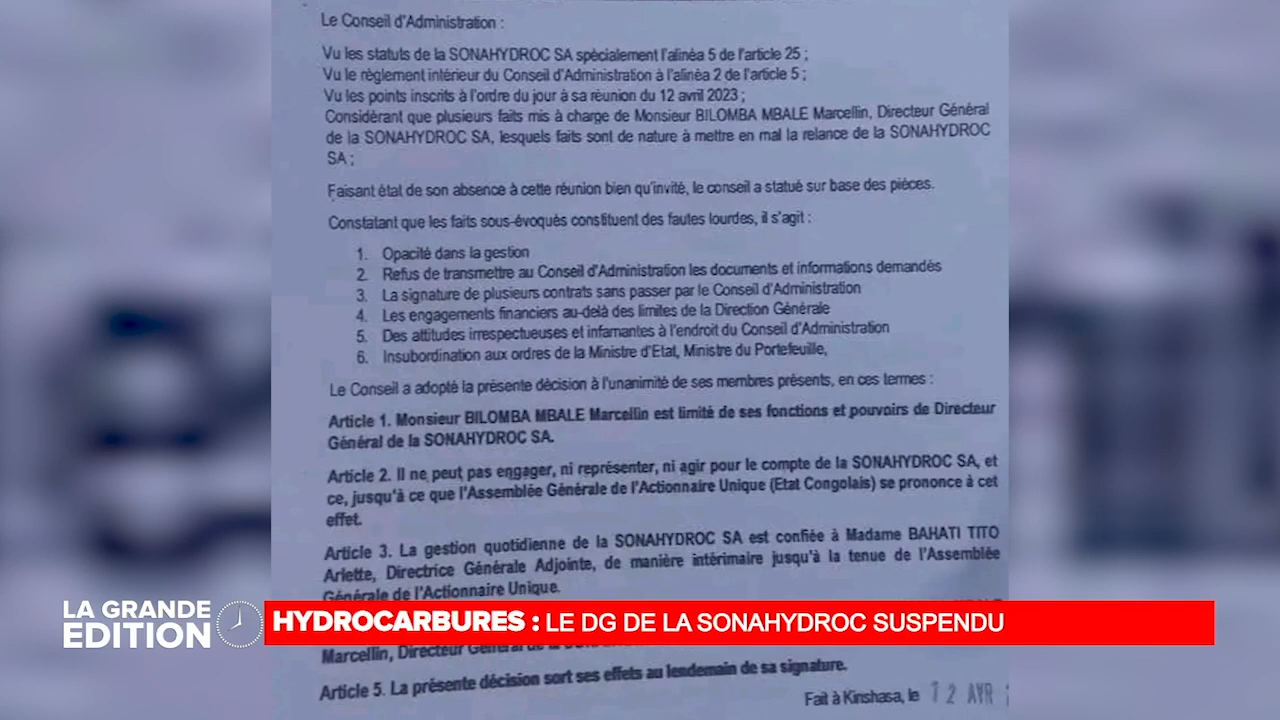 Le Conseil d'Administration :
Vu les statuts de la SONAHYDROC SA spécialement l'alinéa 5 de l'article 25 ;
Vu le règlement intérieur du Conseil d'Administration à l'alinéa 2 de l'article 5 ;
Vu les points inscrits à l'ordre du jour à sa réunion du 12 avril 2023 ;
Considérant que plusieurs faits mis à charge de Monsieur BILOMBA MBALE Marcellin, Directeur Général
de la SONAHYDROC SA, lesquels faits sont de nature à mettre en mal la relance de la SONAHYDROC
SA ;
Faisant état de son absence à cette réunion bien qu'invité, le conseil a statué sur base des pièces.
Constatant que les faits sous-évoqués constituent des fautes lourdes, il s'agit :
1. Opacité dans la gestion
2. Refus de transmettre au Conseil d'Administration les documents et informations demandés
3. La signature de plusieurs contrats sans passer par le Conseil d'Administration
4. Les engagements financiers au-delà des limites de la Direction Générale
5. Des attitudes irrespectueuses et infamantes à l'endroit du Conseil d'Administration
6. Insubordination aux ordres de la Ministre d'Etat, Ministre du Portefeuille,
Le Conseil a adopté la présente décision à l'unanimité de ses membres présents, en ces termes :
Article 1. Monsieur BILOMBA MBALE Marcellin est limité de ses fonctions et pouvoirs de Directeur
Général de la SONAHYDROC SA.
Article 2. Il ne peut pas engager, ni représenter, ni agir pour le compte de la SONAHYDROC SA, et
ce, jusqu'à ce que l'Assemblée Générale de l'Actionnaire Unique (Etat Congolais) se prononce à cet
effet.
Article 3. La gestion quotidienne de la SONAHYDROC SA est confiée à Madame BAHATI TITO
Arlette, Directrice Générale Adjointe, de manière intérimaire jusqu'à la tenue de l'Assemblée
Générale de l'Actionnaire Unique.
LA GRANDE
EDITION
HYDROCARBURES : LE DG DE LA SONAHYDROC SUSPENDU
Marcellin, Directeur Général de la
Article 5. La présente décision sort ses effets au lendemain de sa signature.
Fait à Kinshasa, le 12 AVR